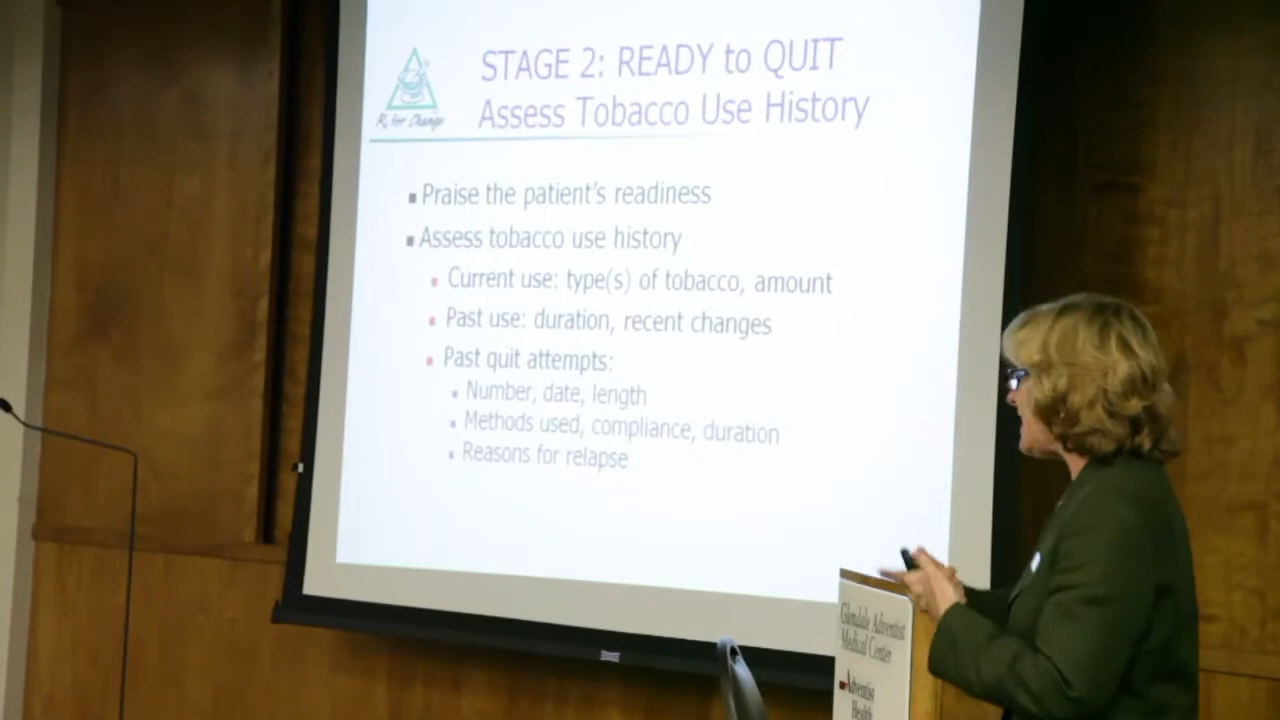 STAGE 2: READY to QUIT
Assess Tobacco Use History
Rx for Change
Praise the patient's readiness
Assess tobacco use history
Current use: type(s) of tobacco, amount
Past use: duration, recent changes
Past quit attempts:
Number, date, length
Methods used, compliance, duration
Reasons for relapse
Glendale Adventist
Medical Center
Adventist
Health